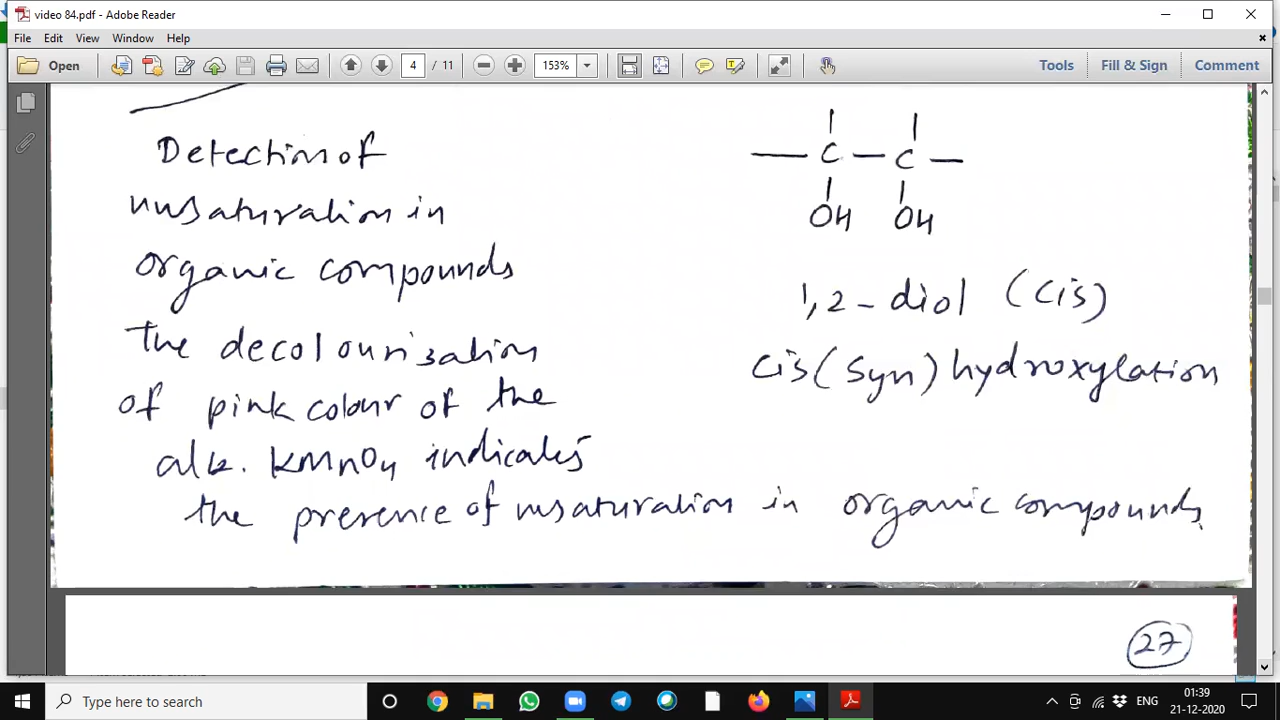 video 84.pdf - Adobe Reader
File Edit View Window Help
Open 4 / 11 153% Tools Fill & Sign Comment
Detection of
unsaturation in
organic compounds
The decolourisation
of pink colour of the
alk. KMnO4 indicates
the presence of unsaturation in organic compounds
C C
OH OH
1,2 - diol (cis)
cis (syn) hydroxylation
27
Type here to search
ENG
01:39
21-12-2020